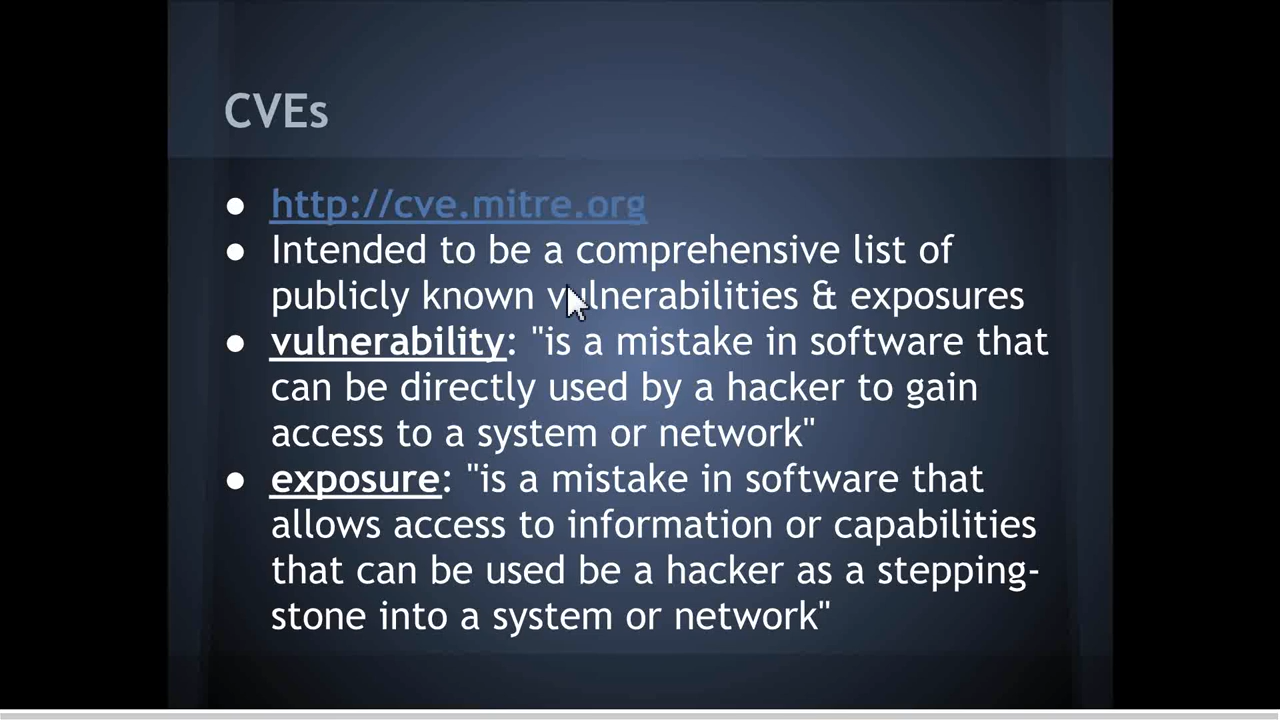 CVEs
● http://cve.mitre.org
● Intended to be a comprehensive list of
publicly known vulnerabilities & exposures
● vulnerability: "is a mistake in software that
can be directly used by a hacker to gain
access to a system or network"
● exposure: "is a mistake in software that
allows access to information or capabilities
that can be used be a hacker as a stepping-
stone into a system or network"